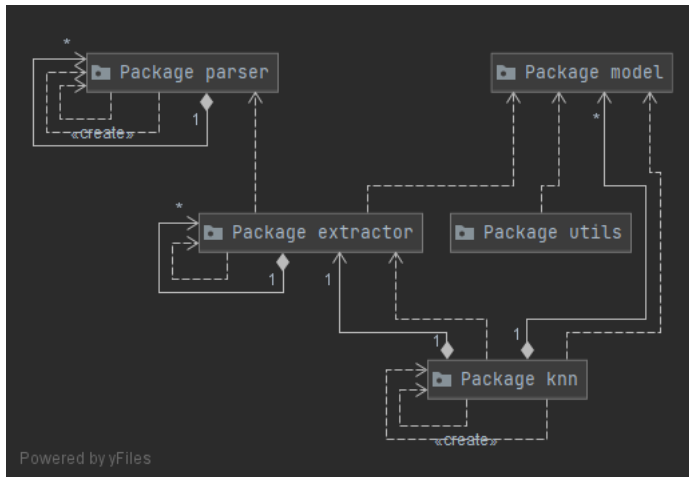 *
Package parser
Package model
1
«create»
*
*
Package extractor
Package utils
1
1
1
1
Package knn
«create»
Powered by yFiles